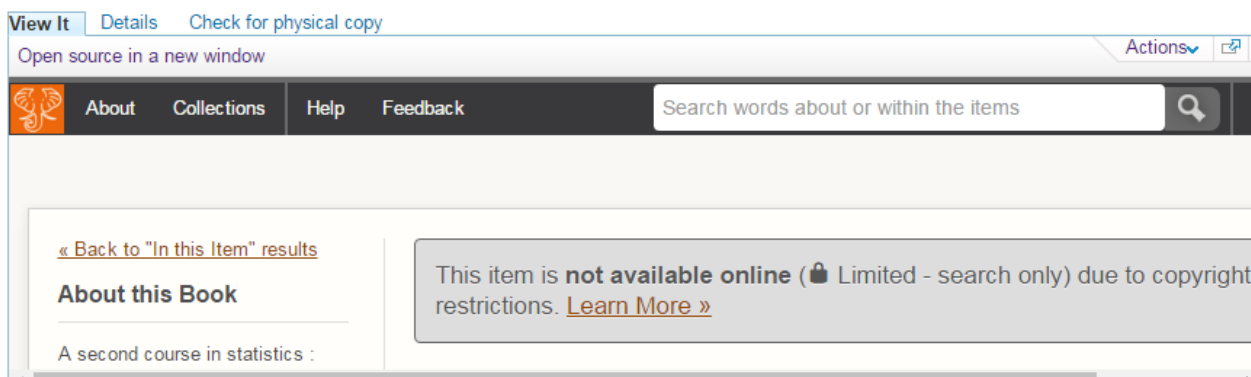 View It Details Check for physical copy
Open source in a new window Actions
About Collections Help Feedback Search words about or within the items
« Back to "In this Item" results
About this Book
A second course in statistics :
This item is not available online ( Limited - search only) due to copyright
restrictions. Learn More »